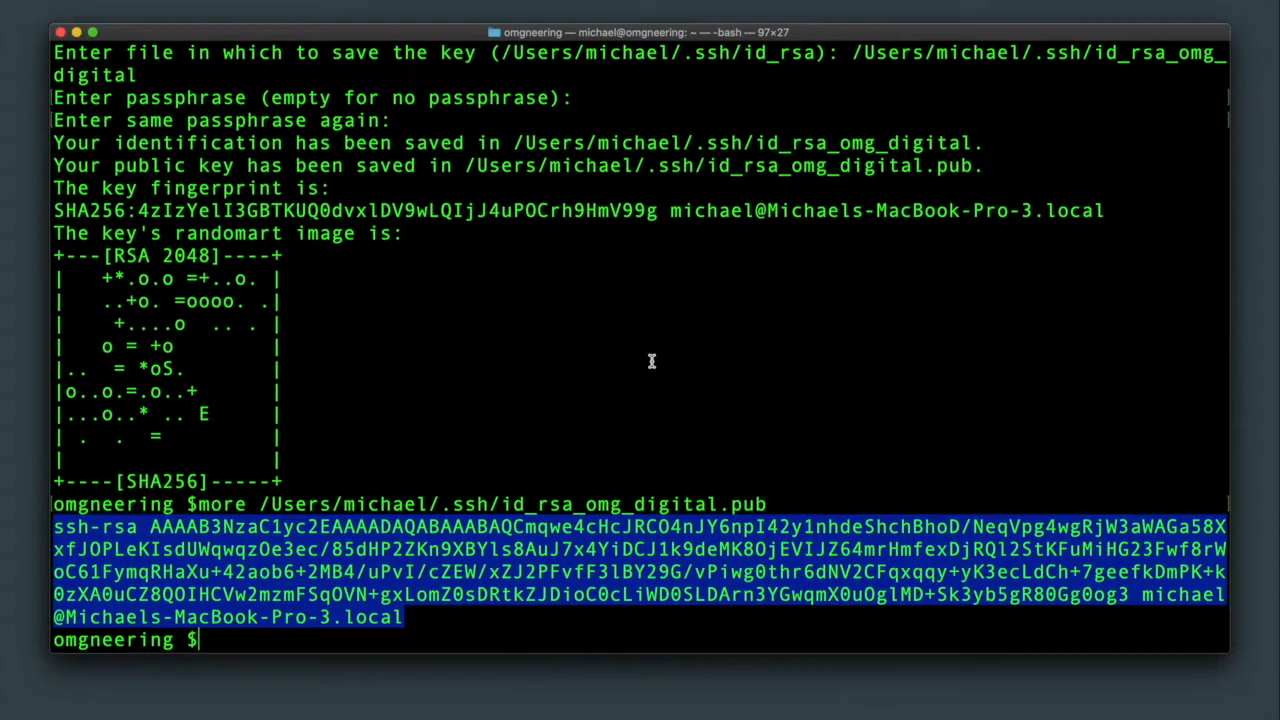 omgneering — michael@omgneering: ~ — -bash — 97×27
Enter file in which to save the key (/Users/michael/.ssh/id_rsa): /Users/michael/.ssh/id_rsa_omg_
digital
Enter passphrase (empty for no passphrase):
Enter same passphrase again:
Your identification has been saved in /Users/michael/.ssh/id_rsa_omg_digital.
Your public key has been saved in /Users/michael/.ssh/id_rsa_omg_digital.pub.
The key fingerprint is:
SHA256:4zIzYelI3GBTKUQ0dvxlDV9wLQIjJ4uPOCrh9HmV99g michael@Michaels-MacBook-Pro-3.local
The key's randomart image is:
+---[RSA 2048]----+
|   +*.o.o =+..o. |
|   ..+o. =oooo. .|
|    +....o  .. . |
|   o = +o        |
|..  = *oS.       |
|o..o.=.o..+      |
|...o..* .. E     |
| .  .  =         |
|                 |
+----[SHA256]-----+
omgneering $more /Users/michael/.ssh/id_rsa_omg_digital.pub
ssh-rsa AAAAB3NzaC1yc2EAAAADAQABAAABAQCmqwe4cHcJRCO4nJY6npI42y1nhdeShchBhoD/NeqVpg4wgRjW3aWAGa58X
xfJOPLeKIsdUWqwqzOe3ec/85dHP2ZKn9XBYls8AuJ7x4YiDCJ1k9deMK8OjEVIJZ64mrHmfexDjRQl2StKFuMiHG23Fwf8rW
oC61FymqRHaXu+42aob6+2MB4/uPvI/cZEW/xZJ2PFvfF3lBY29G/vPiwg0thr6dNV2CFqxqqy+yK3ecLdCh+7geefkDmPK+k
0zXA0uCZ8QOIHCVw2mzmFSqOVN+gxLomZ0sDRtkZJDioC0cLiWD0SLDArn3YGwqmX0uOglMD+Sk3yb5gR80Gg0og3 michael
@Michaels-MacBook-Pro-3.local
omgneering $